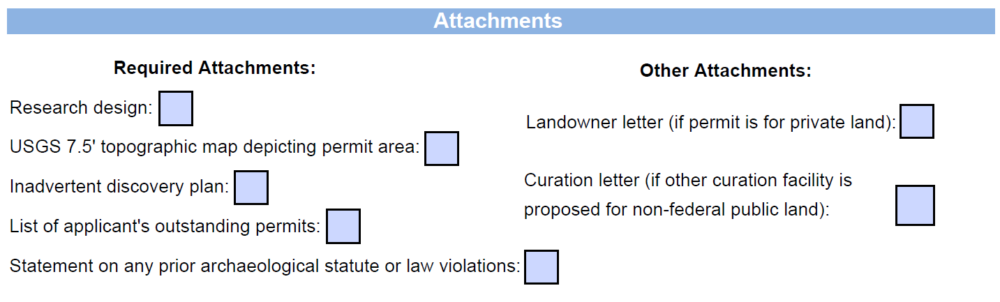 Attachments
Required Attachments:
Research design:
USGS 7.5' topographic map depicting permit area:
Inadvertent discovery plan:
List of applicant's outstanding permits:
Statement on any prior archaeological statute or law violations:
Other Attachments:
Landowner letter (if permit is for private land):
Curation letter (if other curation facility is
proposed for non-federal public land):